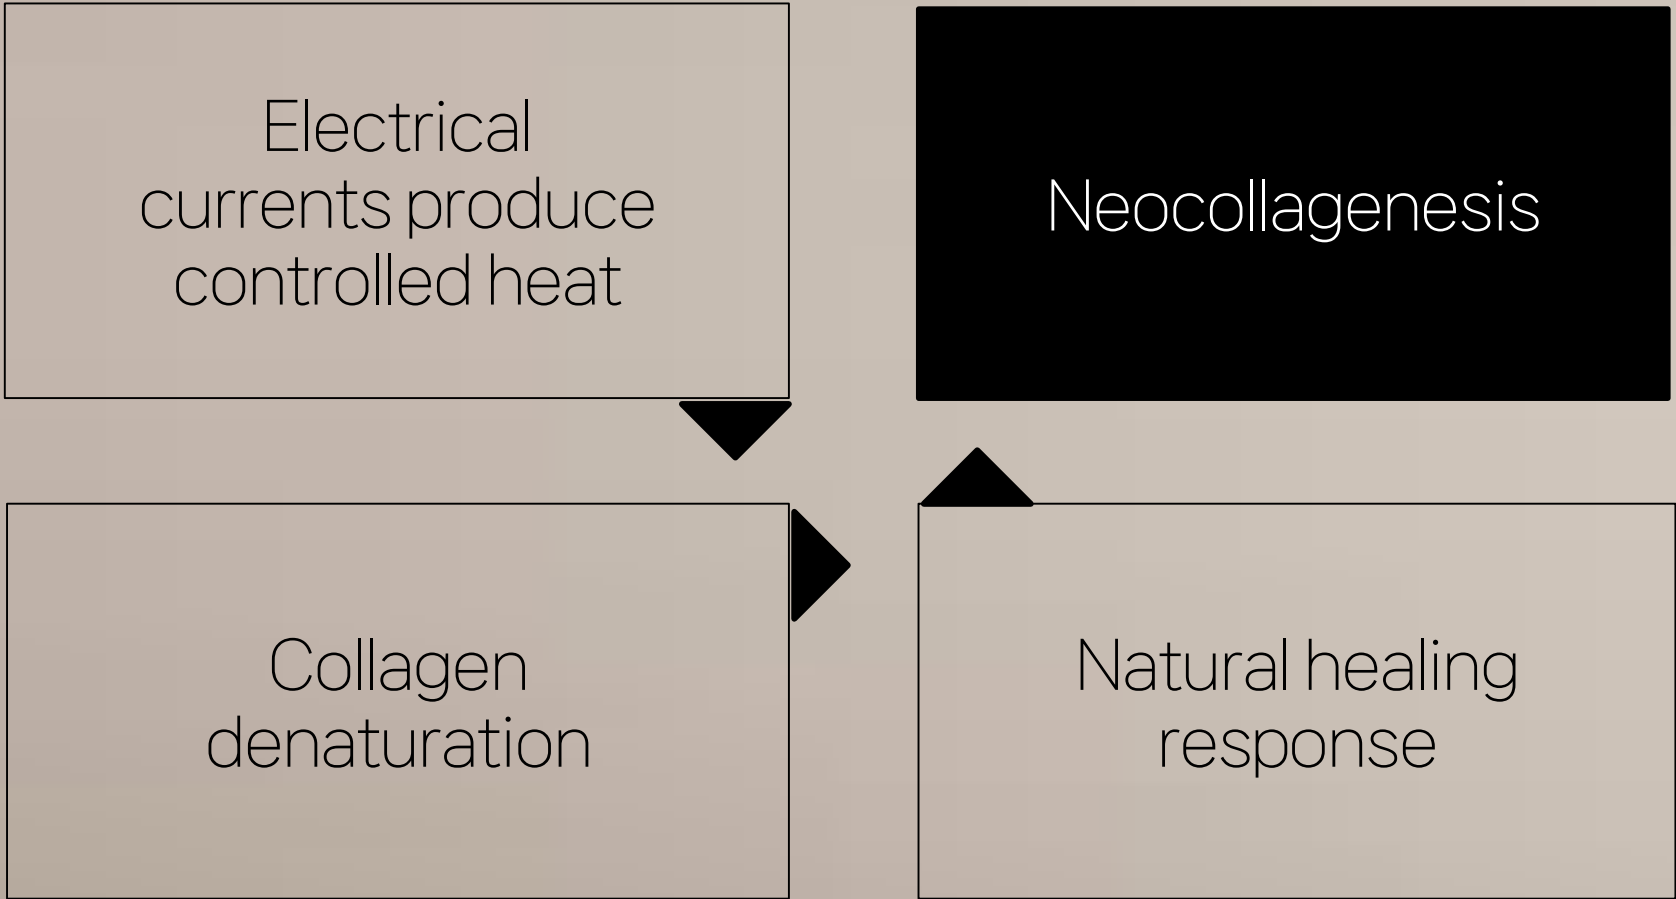 Electrical
currents produce
controlled heat
Collagen
denaturation
Natural healing
response
Neocollagenesis